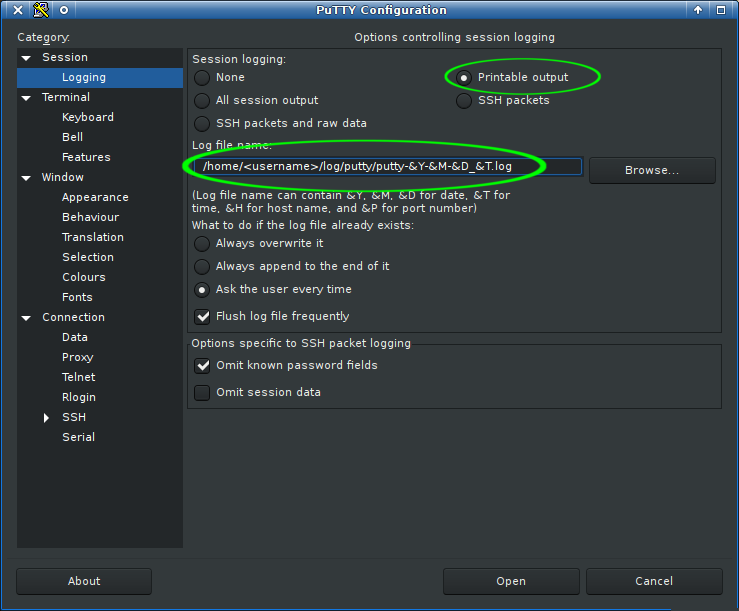 PuTTY Configuration
Category:
Session
Logging
Terminal
Keyboard
Bell
Features
Window
Appearance
Behaviour
Translation
Selection
Colours
Fonts
Connection
Data
Proxy
Telnet
Rlogin
SSH
Serial
Options controlling session logging
Session logging:
None
Printable output
All session output
SSH packets
SSH packets and raw data
Log file name:
/home/<username>/log/putty/putty-&Y-&M-&D_&T.log
Browse...
(Log file name can contain &Y, &M, &D for date, &T for
time, &H for host name, and &P for port number)
What to do if the log file already exists:
Always overwrite it
Always append to the end of it
Ask the user every time
Flush log file frequently
Options specific to SSH packet logging
Omit known password fields
Omit session data
About
Open
Cancel